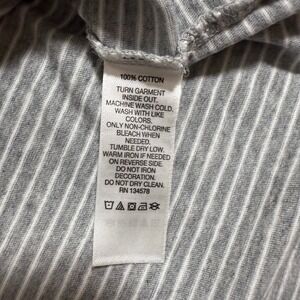 100% COTTON
TURN GARMENT
INSIDE OUT.
MACHINE WASH COLD.
WASH WITH LIKE
COLORS.
ONLY NON-CHLORINE
BLEACH WHEN
NEEDED.
TUMBLE DRY LOW.
WARM IRON IF NEEDED
ON REVERSE SIDE.
DO NOT IRON
DECORATION.
DO NOT DRY CLEAN.
RN 134578